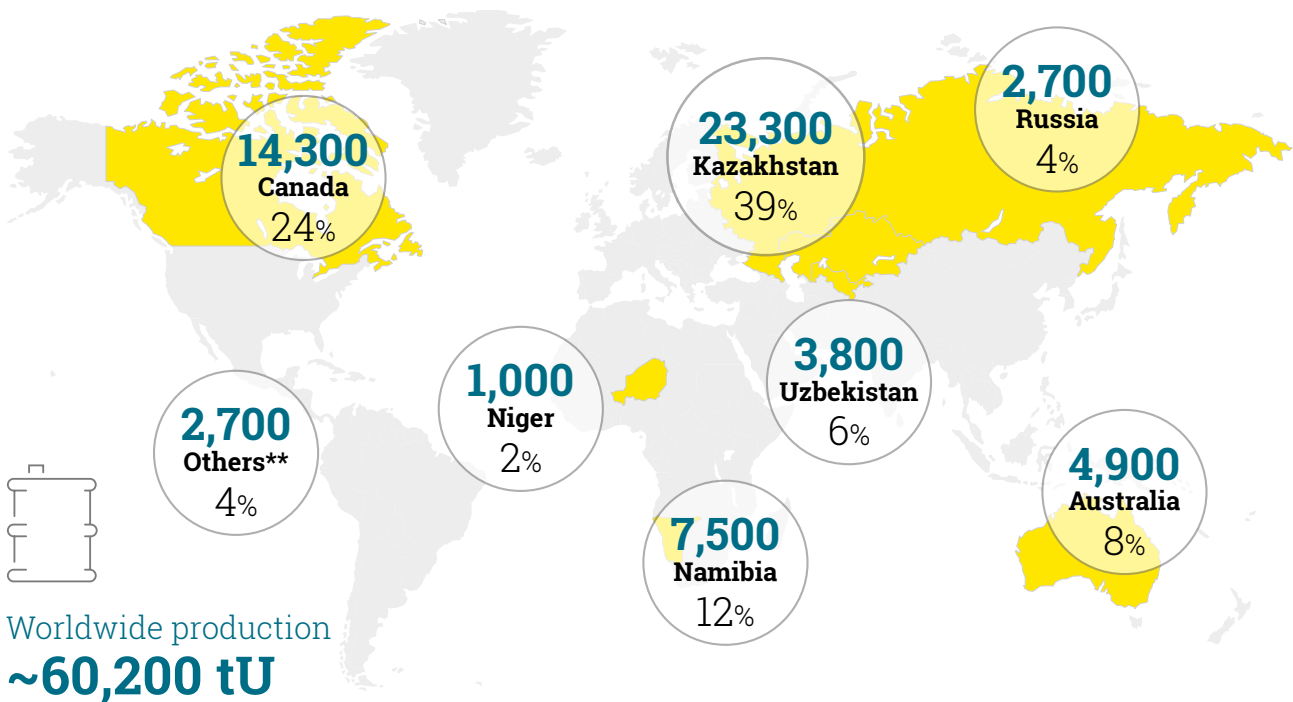 14,300
Canada
24%
23,300
Kazakhstan
39%
2,700
Russia
4%
1,000
Niger
2%
3,800
Uzbekistan
6%
2,700
Others**
4%
7,500
Namibia
12%
4,900
Australia
8%
Worldwide production
~60,200 tU